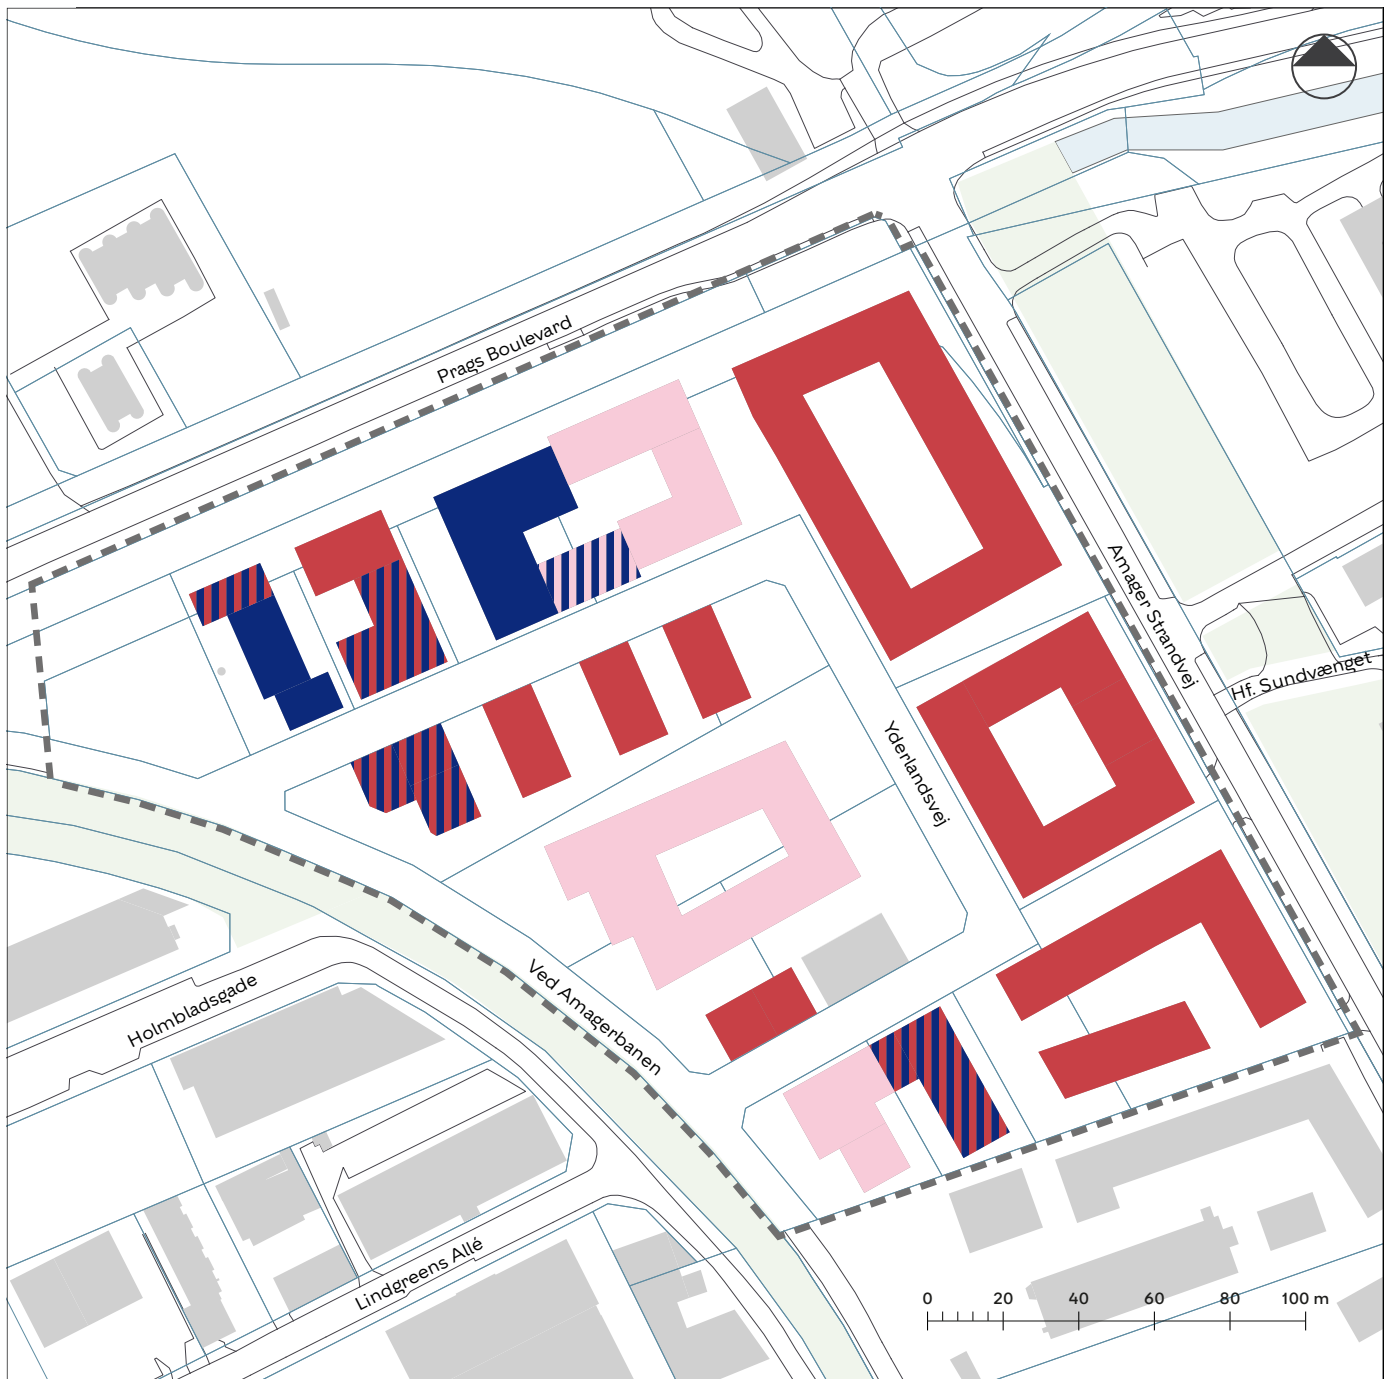 Prags Boulevard
Amager Strandvej
Hf. Sundvænget
Yderlandsvej
Ved Amagerbanen
Holmbladsgade
Lindgreens Allé
0 20 40 60 80 100 m